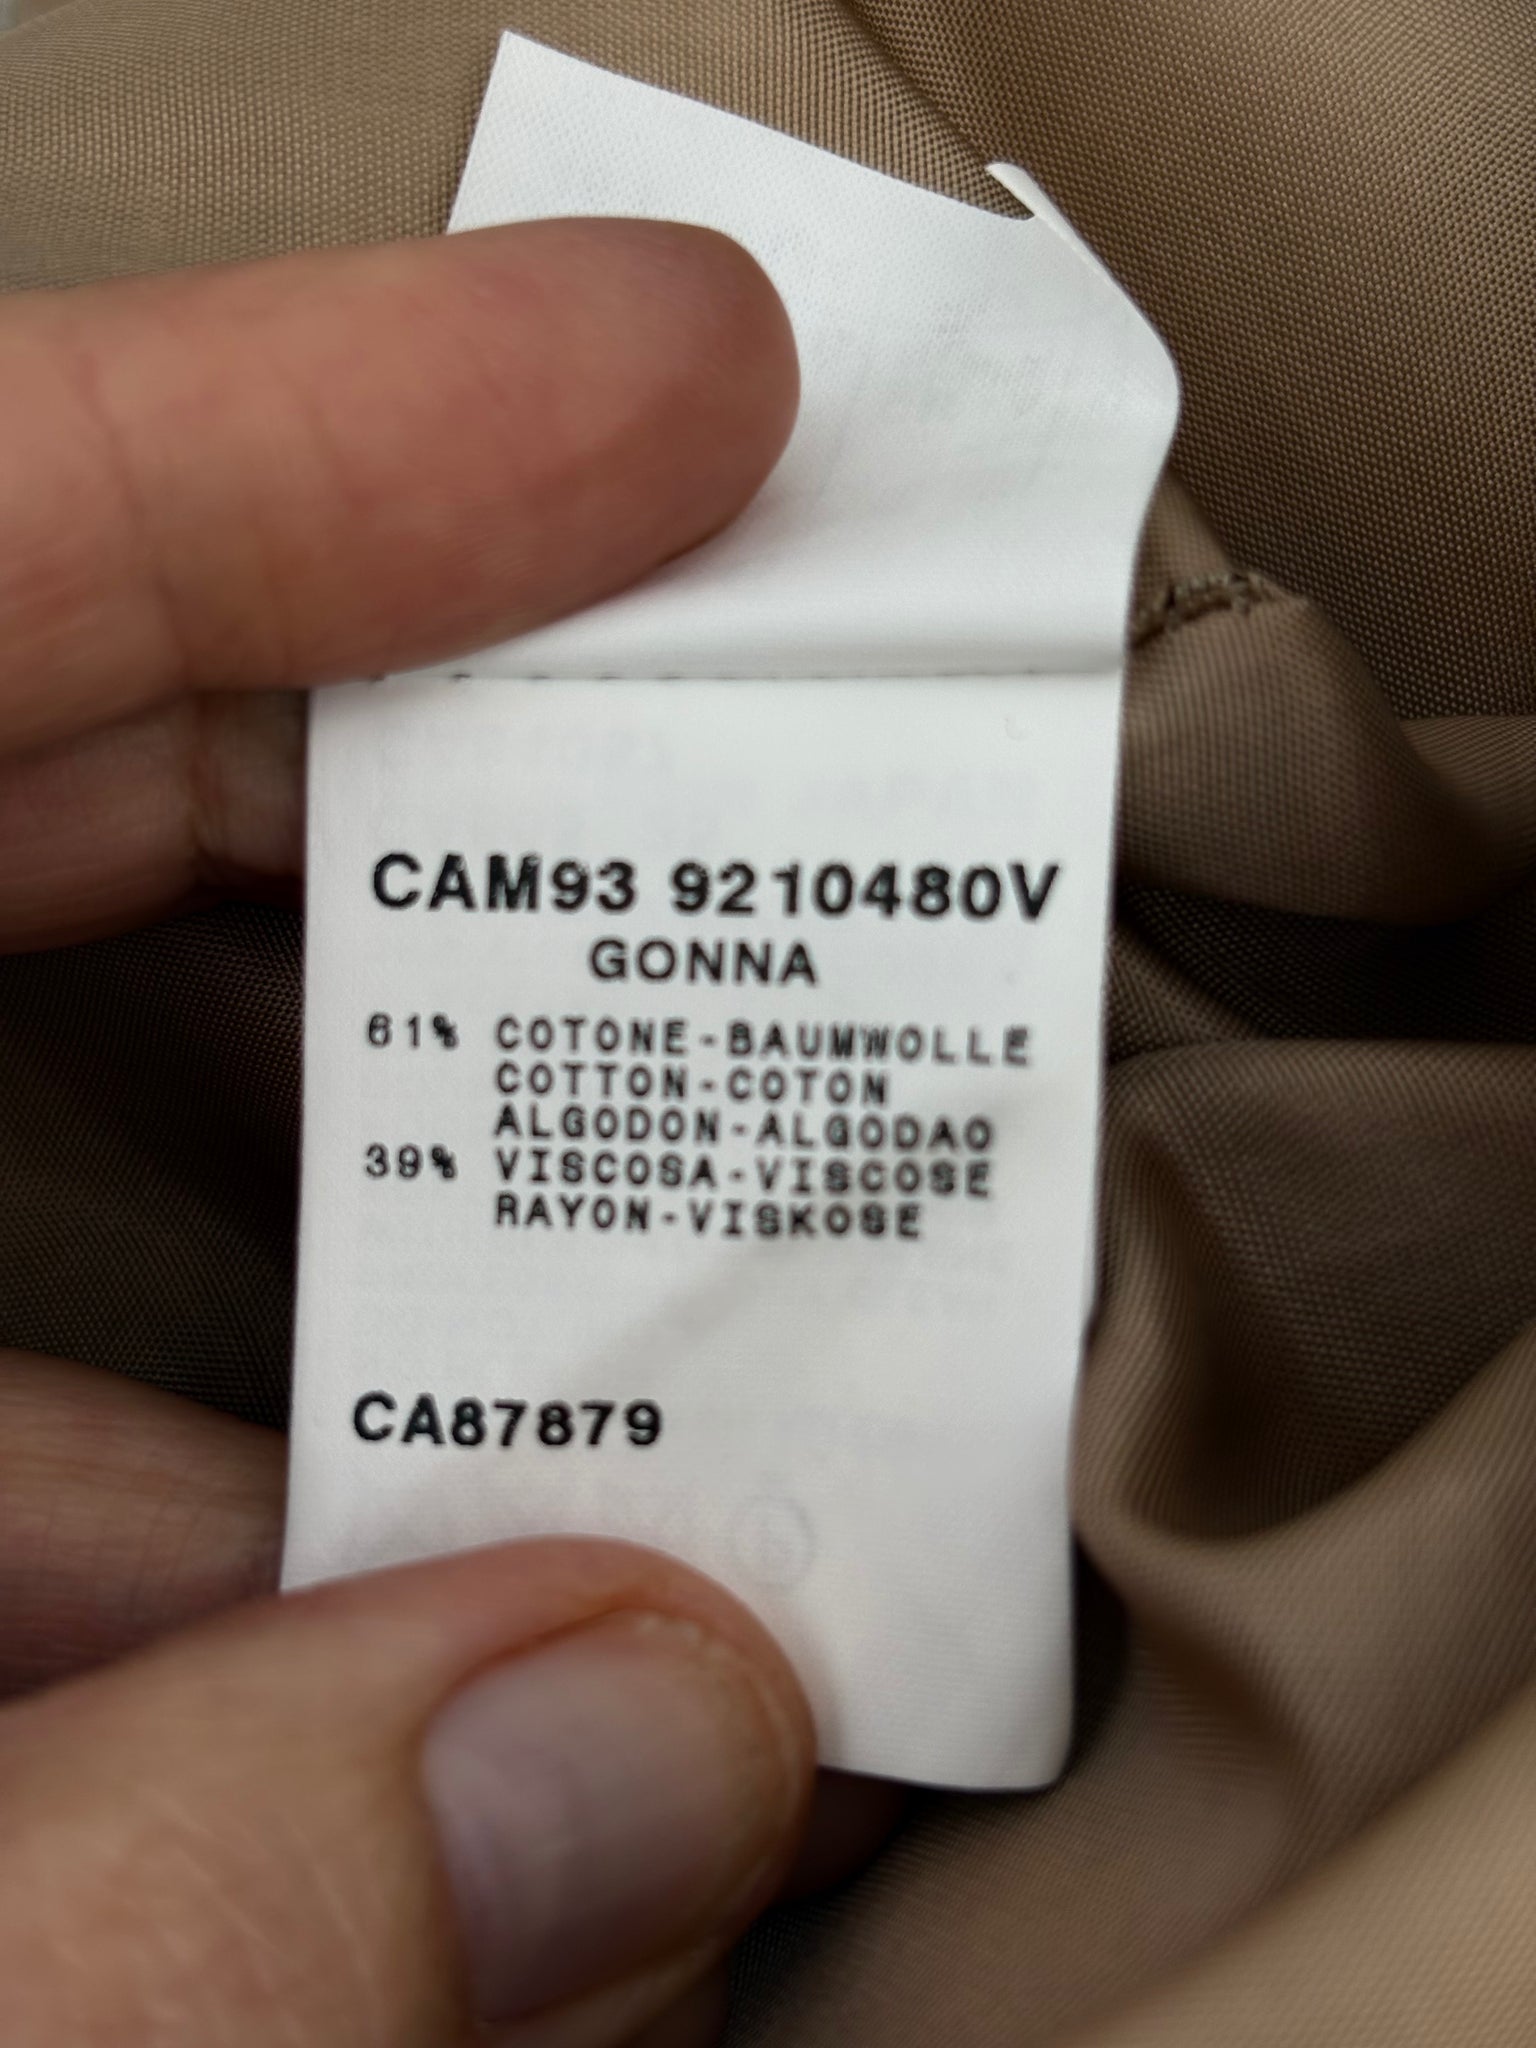 CAM93 9210480V
GONNA
61% COTONE-BAUMWOLLE
COTTON-COTON
ALGODON-ALGODAO
39% VISCOSA-VISCOSE
RAYON-VISKOSE
CA87879